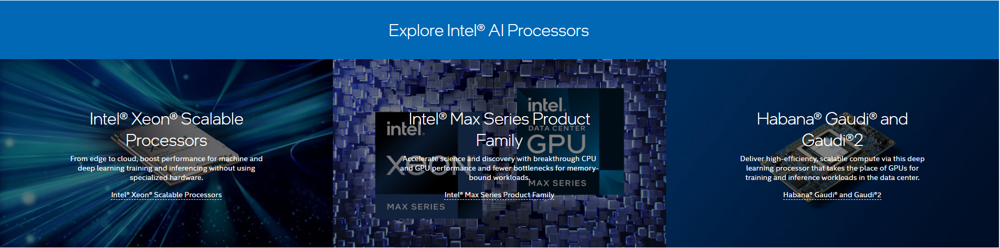 Explore Intel® AI Processors
Intel® Xeon® Scalable
Processors
From edge to cloud, boost performance for machine and
deep learning training and inferencing without using
specialized hardware.
Intel® Xeon® Scalable Processors
intel.
xeon
MAX SERIES
intel.
DATA CENTER
GPU
MAX SERIES
Intel® Max Series Product
Family
Accelerate science and discovery with breakthrough CPU
and GPU performance and fewer bottlenecks for memory-
bound workloads.
Intel® Max Series Product Family
Habana® Gaudi® and
Gaudi®2
Deliver high-efficiency, scalable compute via this deep
learning processor that takes the place of GPUs for
training and inference workloads in the data center.
Habana® Gaudi® and Gaudi®2